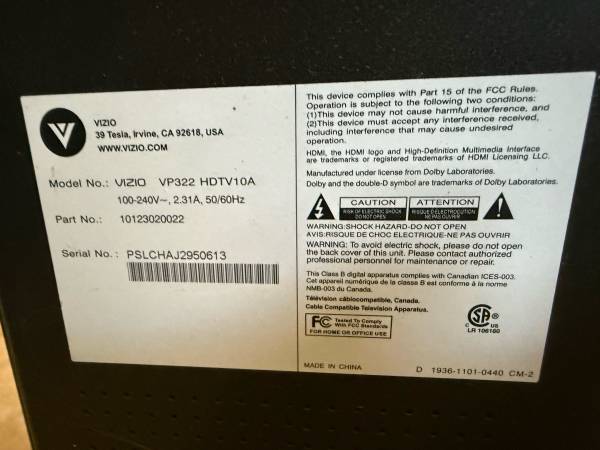 VIZIO
39 Tesla, Irvine, CA 92618, USA
WWW.VIZIO.COM
Model No.: VIZIO VP322 HDTV10A
100-240V~, 2.31A, 50/60Hz
Part No.: 10123020022
Serial No.: PSLCHAJ2950613
This device complies with Part 15 of the FCC Rules.
Operation is subject to the following two conditions:
(1)This device may not cause harmful interference, and
(2)This device must accept any interference received,
including interference that may cause undesired
operation.
HDMI, the HDMI logo and High-Definition Multimedia Interface
are trademarks or registered trademarks of HDMI Licensing LLC.
Manufactured under license from Dolby Laboratories.
Dolby and the double-D symbol are trademarks of Dolby Laboratories.
CAUTION
RISK OF ELECTRIC SHOCK
DO NOT OPEN
ATTENTION
RISQUE D'ELECTROCUTION
NE PAS OUVRIR
WARNING:SHOCK HAZARD-DO NOT OPEN
AVIS:RISQUE DE CHOC ELECTRIQUE-NE PAS OUVRIR
WARNING: To avoid electric shock, please do not open
the back cover of this unit. Please contact authorized
professional personnel for maintenance or repair.
This Class B digital apparatus complies with Canadian ICES-003.
Cet appareil numérique de la classe B est conforme à la norme
NMB-003 du Canada.
Télévision câblocompatible, Canada.
Cable Compatible Television Apparatus.
FC Tested To Comply
With FCC Standards
FOR HOME OR OFFICE USE
SA
C US
LR 106180
MADE IN CHINA
D 1936-1101-0440 CM-2